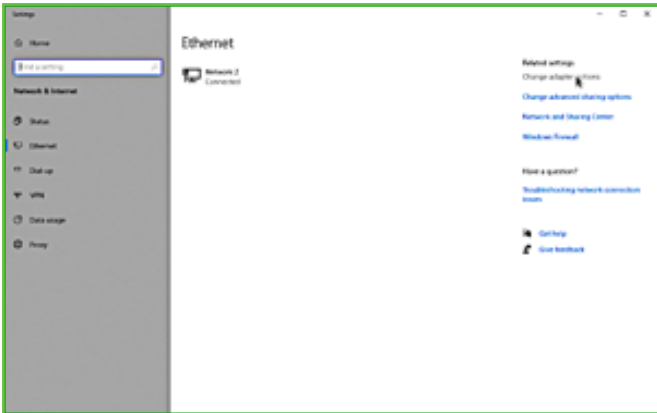 Settings
Home
Find a setting
Network & Internet
Status
Ethernet
Dial-up
VPN
Data usage
Proxy
Ethernet
Network 2
Connected
Related settings
Change adapter options
Change advanced sharing options
Network and Sharing Center
Windows Firewall
Have a question?
Troubleshooting network connection
issues
Get help
Give feedback